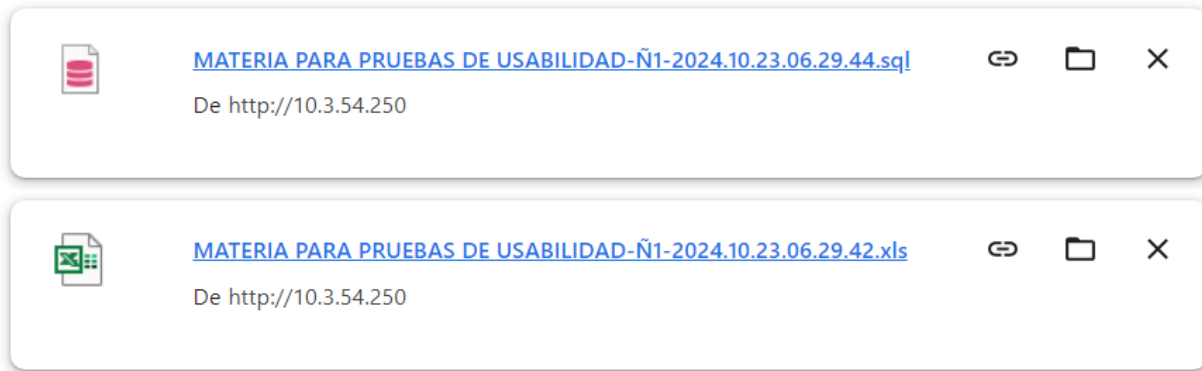 MATERIA PARA PRUEBAS DE USABILIDAD-Ñ1-2024.10.23.06.29.44.sql
De http://10.3.54.250
MATERIA PARA PRUEBAS DE USABILIDAD-Ñ1-2024.10.23.06.29.42.xls
De http://10.3.54.250